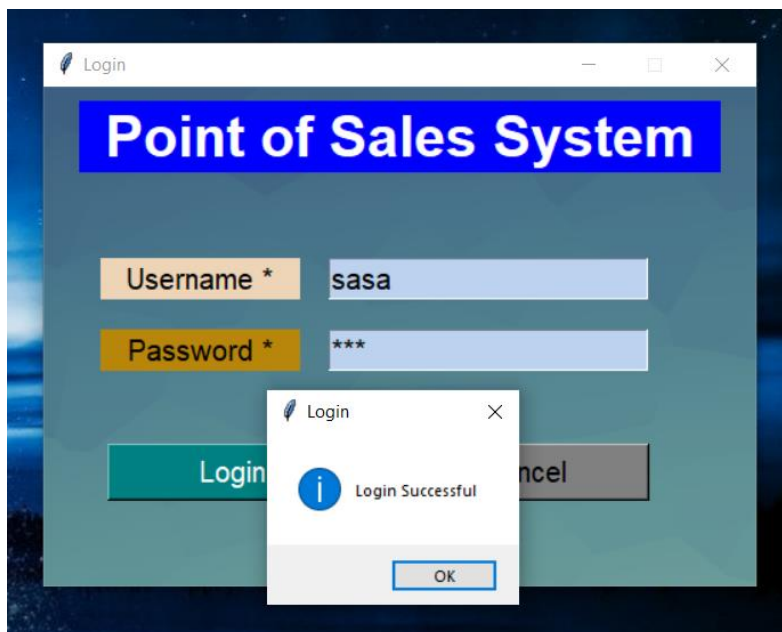 Login
Point of Sales System
Username *
sasa
Password *
***
Login
Login
ncel
Login Successful
OK